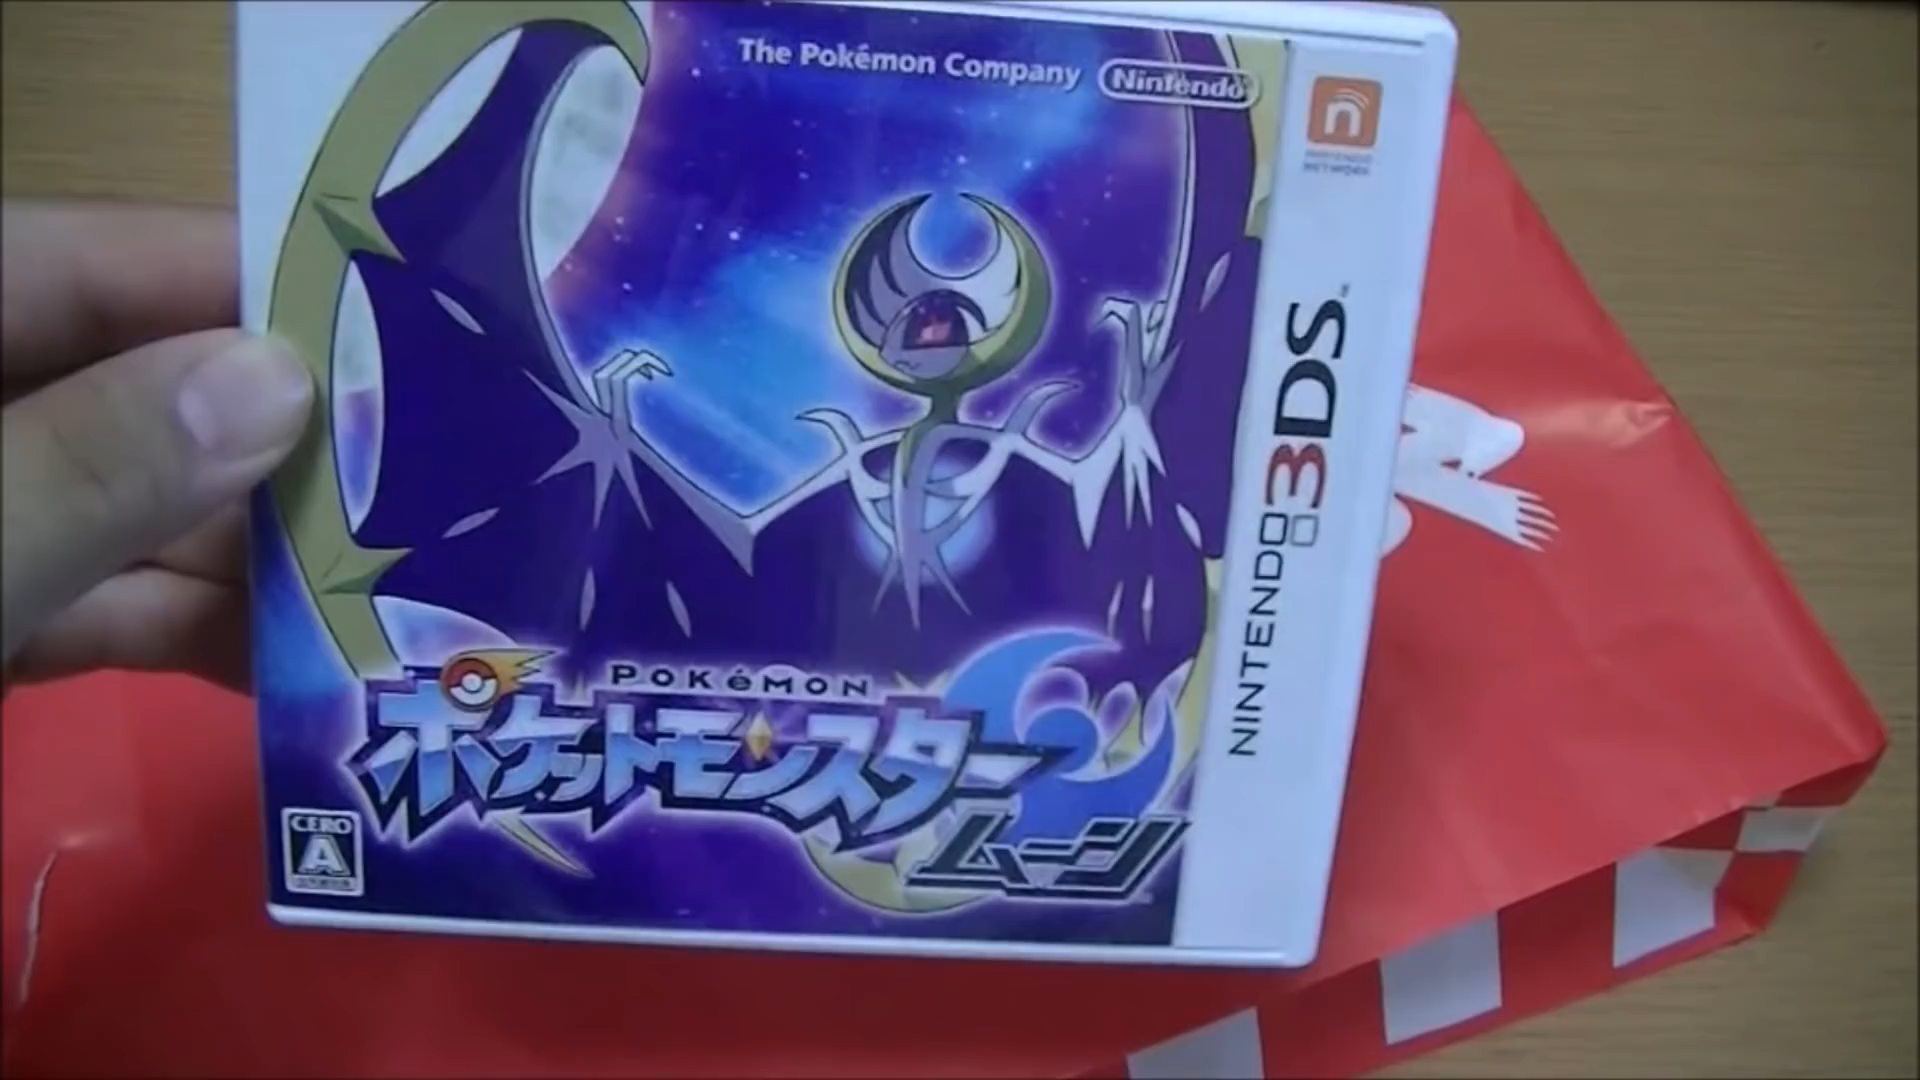 The Pokémon Company Nintendo
n
NINTENDO
NETWORK
NINTENDO 3DS
POKéMON
ポケットモンスター
ムーン
CERO
A